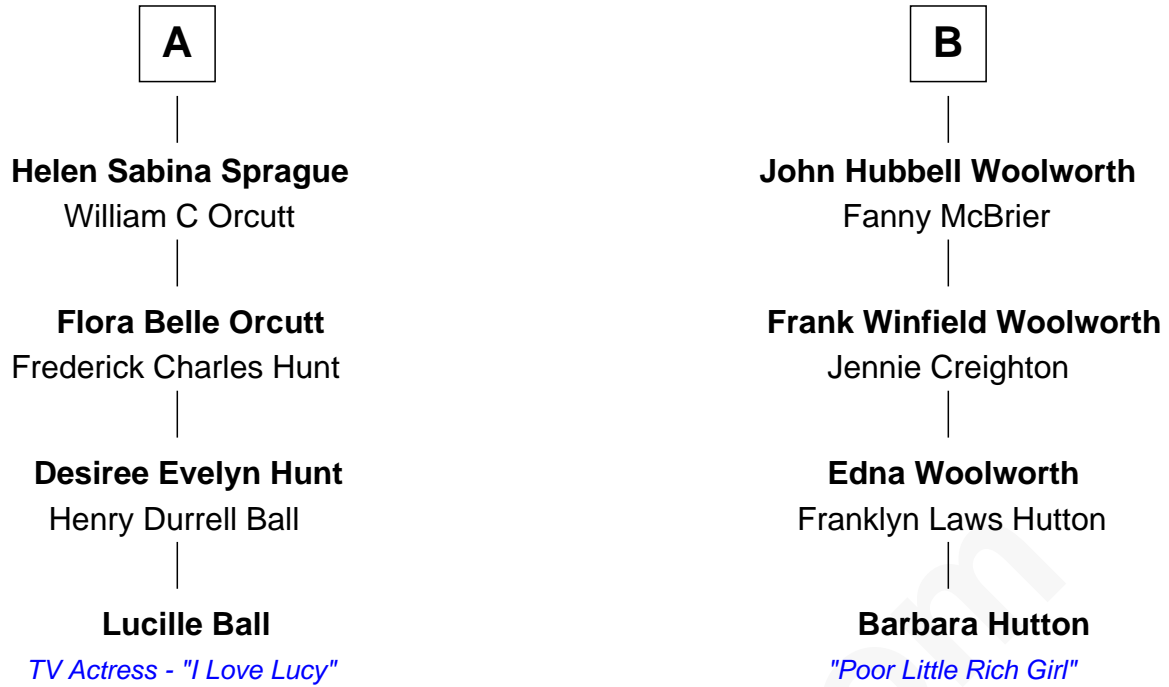 A
B
Helen Sabina Sprague
John Hubbell Woolworth
William C Orcutt
Fanny McBrier
Flora Belle Orcutt
Frank Winfield Woolworth
Frederick Charles Hunt
Jennie Creighton
Desiree Evelyn Hunt
Edna Woolworth
Henry Durrell Ball
Franklyn Laws Hutton
Lucille Ball
Barbara Hutton
TV Actress - "I Love Lucy"
"Poor Little Rich Girl"